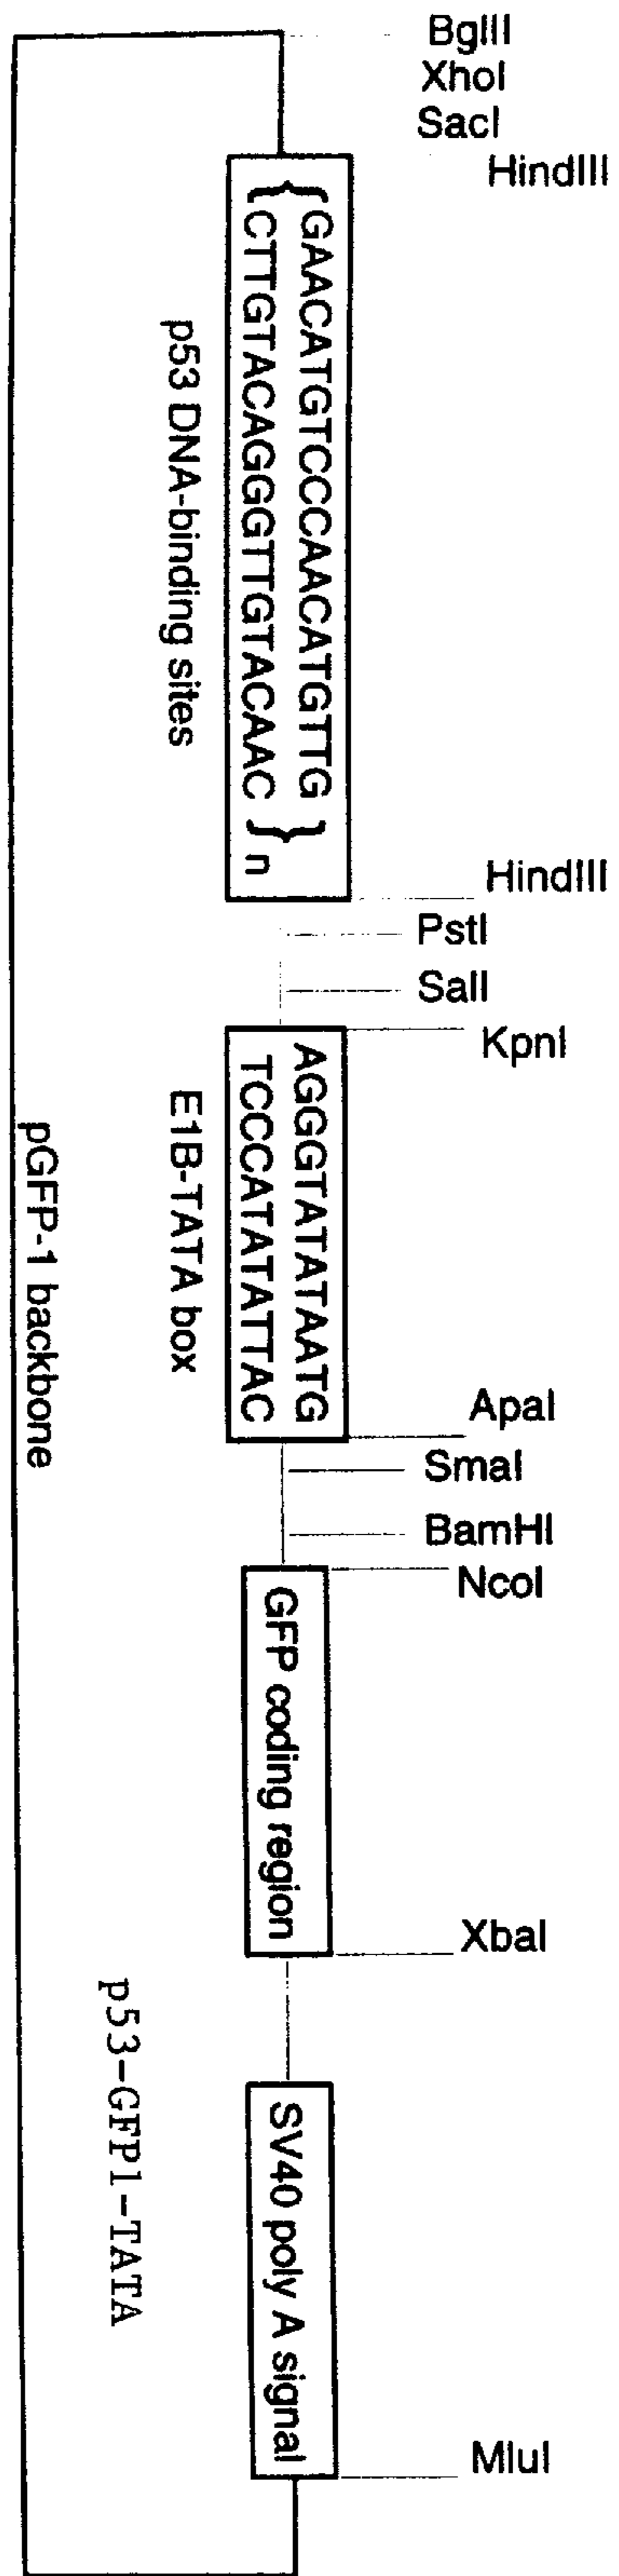 BglII
XhoI
SacI
HindIII
{GAACATGTCCCAACATGTTG}
{CTTGTACAGGGTTGTACAAC} n
p53 DNA-binding sites
HindIII
PstI
SalI
KpnI
AGGGTATATAATG
TCCCATATATTAC
E1B-TATA box
ApaI
SmaI
BamHI
NcoI
GFP coding region
XbaI
SV40 poly A signal
MluI
pGFP-1 backbone
p53-GFP1-TATA